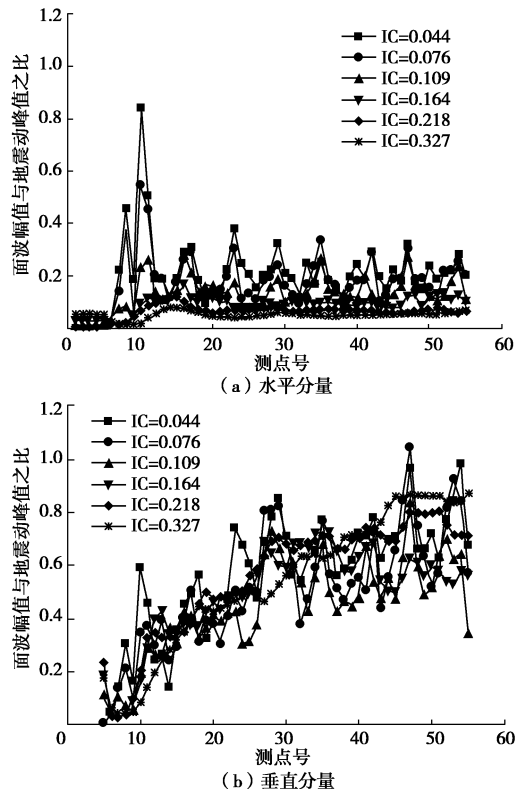 1.2
1.0
0.8
0.6
0.4
0.2
面波幅值与地震动峰值之比
IC=0.044
IC=0.076
IC=0.109
IC=0.164
IC=0.218
IC=0.327
0 10 20 30 40 50 60
测点号
(a)水平分量
1.2
1.0
0.8
0.6
0.4
0.2
面波幅值与地震动峰值之比
IC=0.044
IC=0.076
IC=0.109
IC=0.164
IC=0.218
IC=0.327
0 10 20 30 40 50 60
测点号
(b)垂直分量